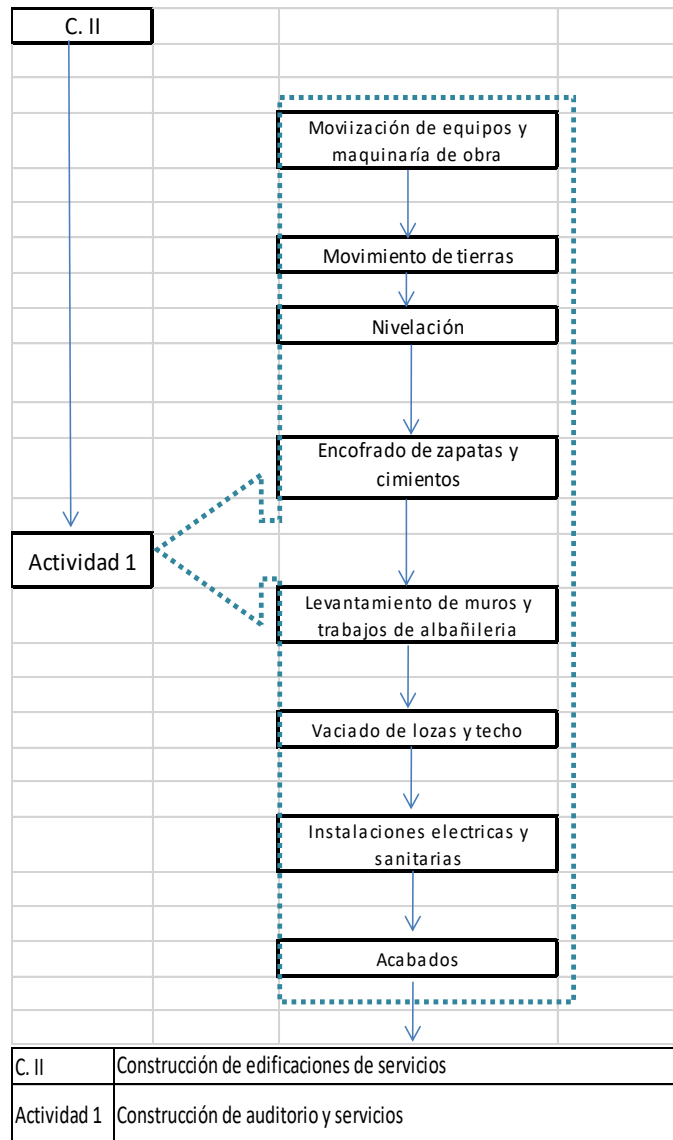 C. II
Moviización de equipos y
maquinaría de obra
Movimiento de tierras
Nivelación
Encofrado de zapatas y
cimientos
Actividad 1
Levantamiento de muros y
trabajos de albañileria
Vaciado de lozas y techo
Instalaciones electricas y
sanitarias
Acabados
C. II Construcción de edificaciones de servicios
Actividad 1 Construcción de auditorio y servicios